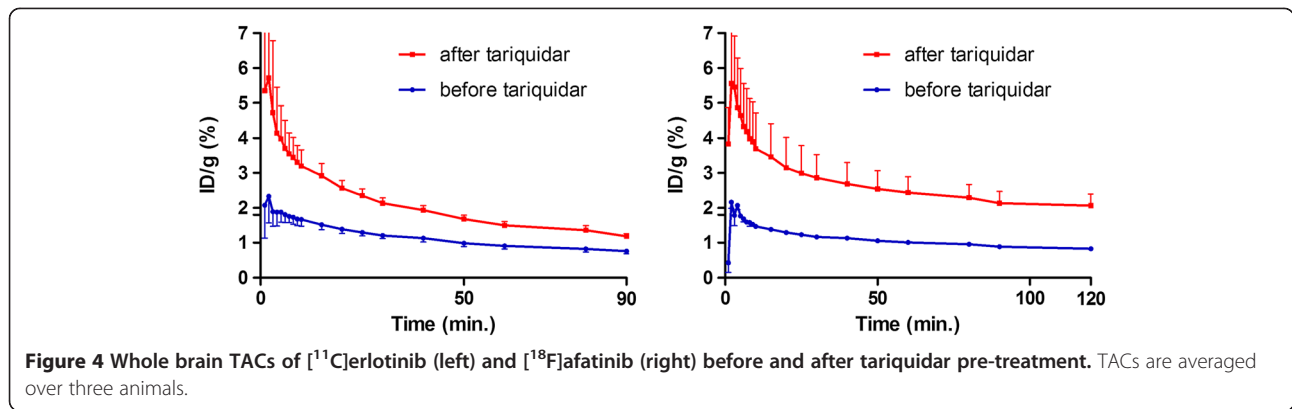 7
6
5
4
3
2
1
0
ID/g (%)
after tariquidar
before tariquidar
0
50
90
Time (min.)
7
6
5
4
3
2
1
0
ID/g (%)
after tariquidar
before tariquidar
0
50
100
120
Time (min.)
Figure 4 Whole brain TACs of [¹¹C]erlotinib (left) and [¹⁸F]afatinib (right) before and after tariquidar pre-treatment. TACs are averaged
over three animals.